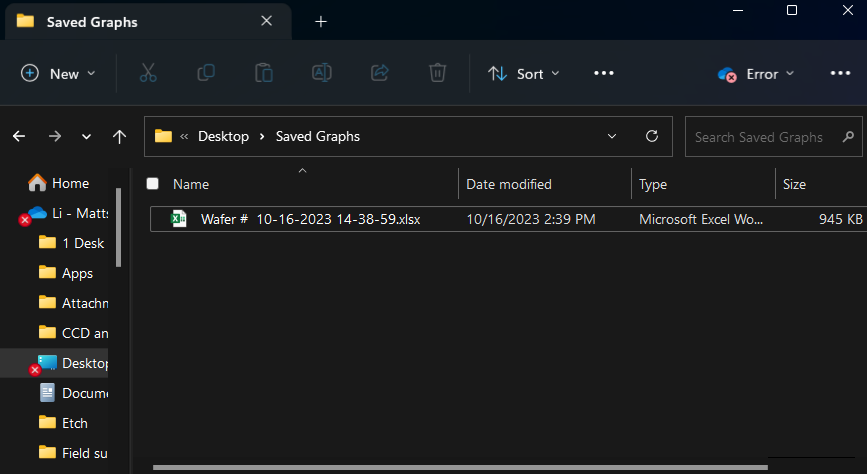 Saved Graphs
New
Sort
Error
Desktop
Saved Graphs
Search Saved Graphs
Name
Date modified
Type
Size
Wafer # 10-16-2023 14-38-59.xlsx
10/16/2023 2:39 PM
Microsoft Excel Wo...
945 KB
Home
Li - Matts
1 Desk
Apps
Attachm
CCD an
Desktop
Docume
Etch
Field su